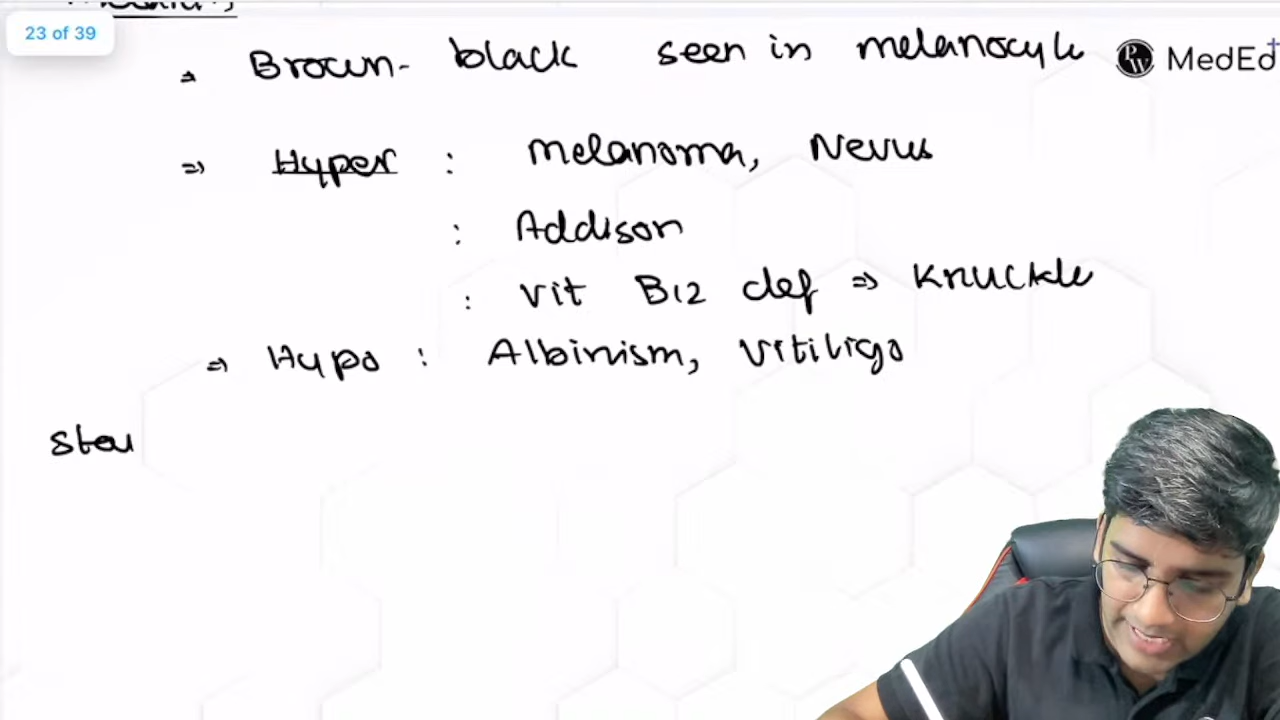 23 of 39
⇒ Brown- black seen in melanocyte
MedEd
⇒ Hyper : Melanoma, Nevus
: Addison
: Vit B12 def ⇒ Knuckle
⇒ Hypo : Albinism, Vitiligo